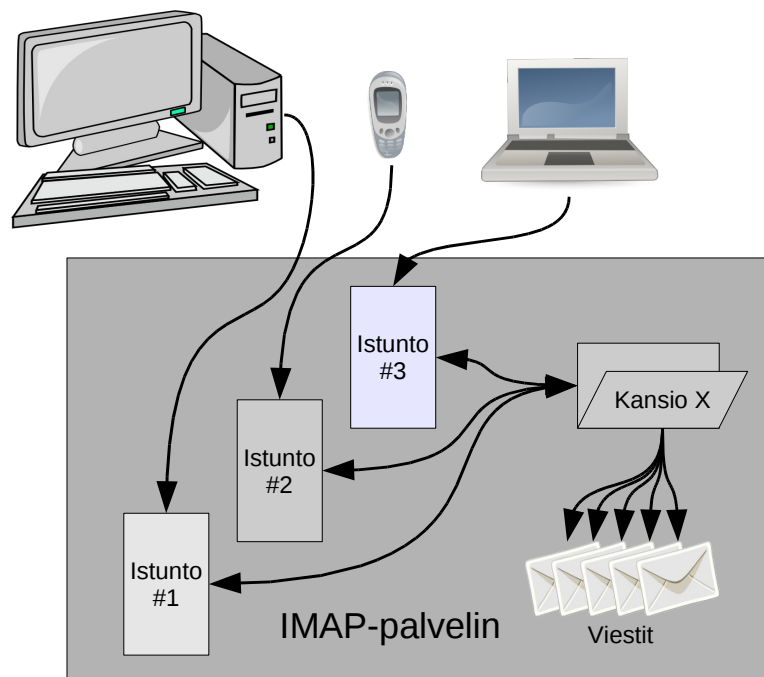 Istunto
#3
Kansio X
Istunto
#2
Istunto
#1
IMAP-palvelin
Viestit